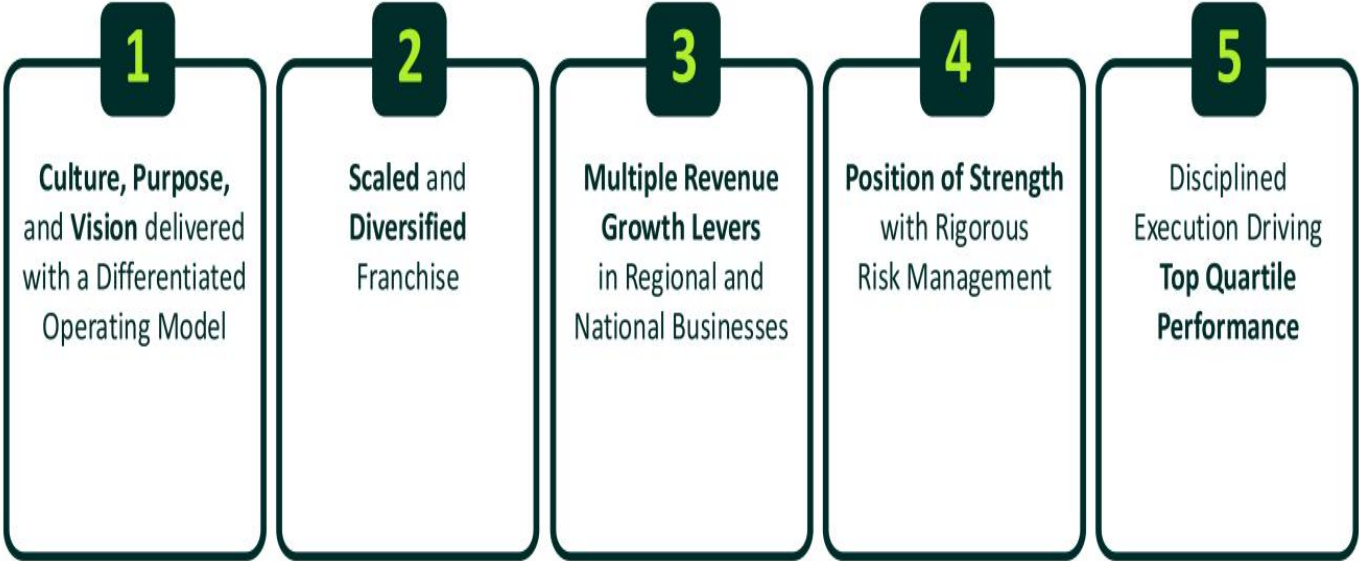 1
Culture, Purpose,
and Vision delivered
with a Differentiated
Operating Model
2
Scaled and
Diversified
Franchise
3
Multiple Revenue
Growth Levers
in Regional and
National Businesses
4
Position of Strength
with Rigorous
Risk Management
5
Disciplined
Execution Driving
Top Quartile
Performance